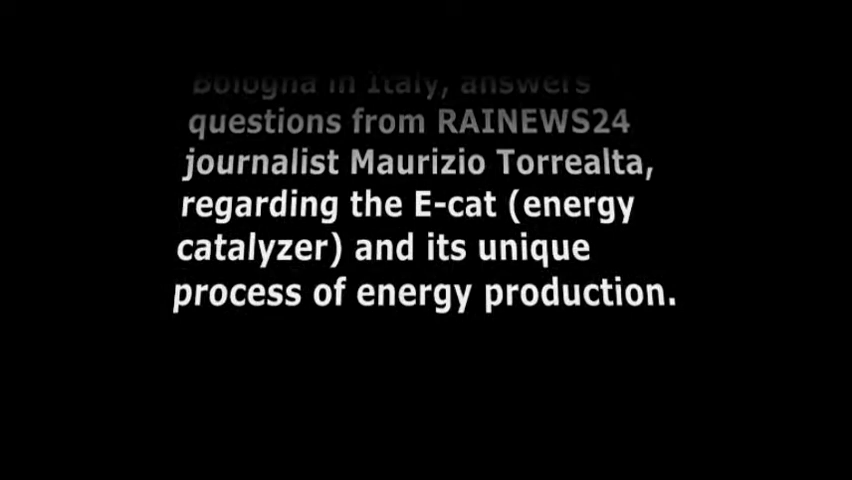 Bologna in Italy, answers
questions from RAINEWS24
journalist Maurizio Torrealta,
regarding the E-cat (energy
catalyzer) and its unique
process of energy production.